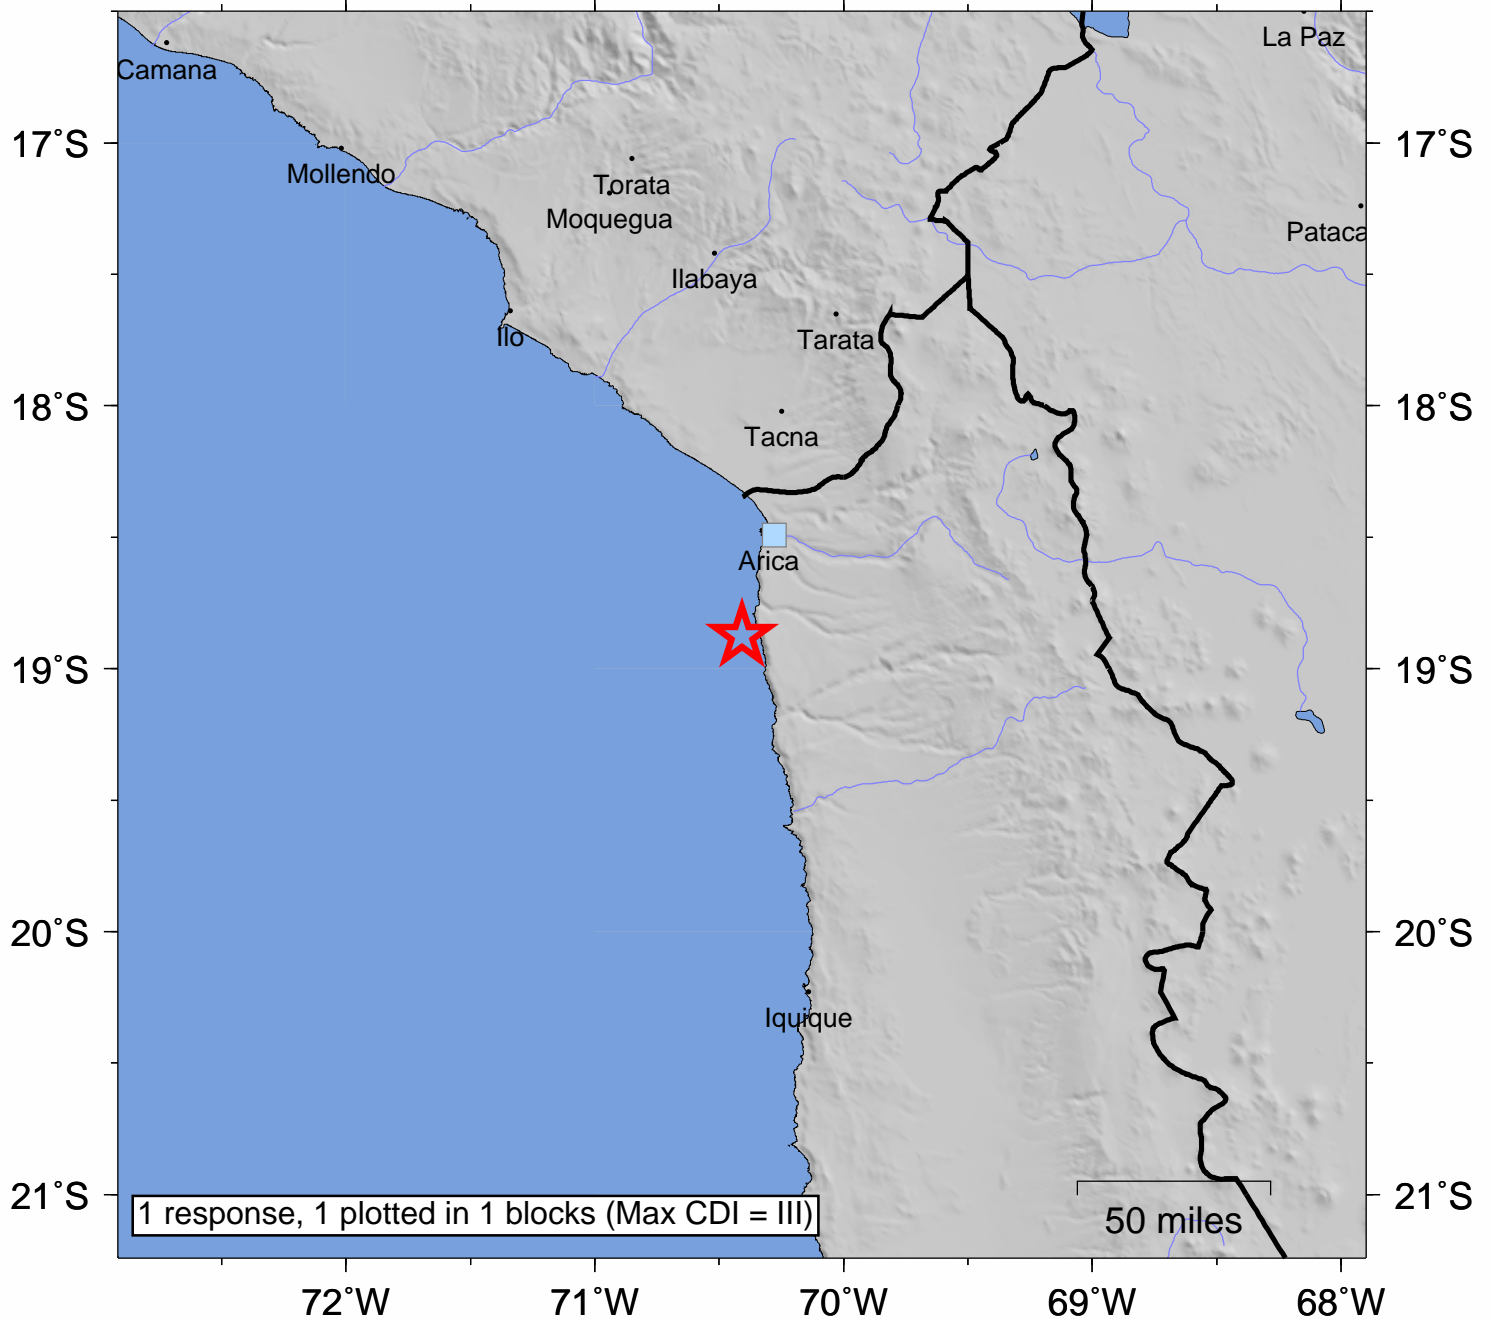 La Paz
Camana
17˚S
17˚S
Mollendo
Torata
Moquegua
Pataca
Ilabaya
Ilo
Tarata
18˚S
18˚S
Tacna
Arica
19˚S
19˚S
20˚S
20˚S
Iquique
21˚S
21˚S
1 response, 1 plotted in 1 blocks (Max CDI = III)
50 miles
72˚W
71˚W
70˚W
69˚W
68˚W